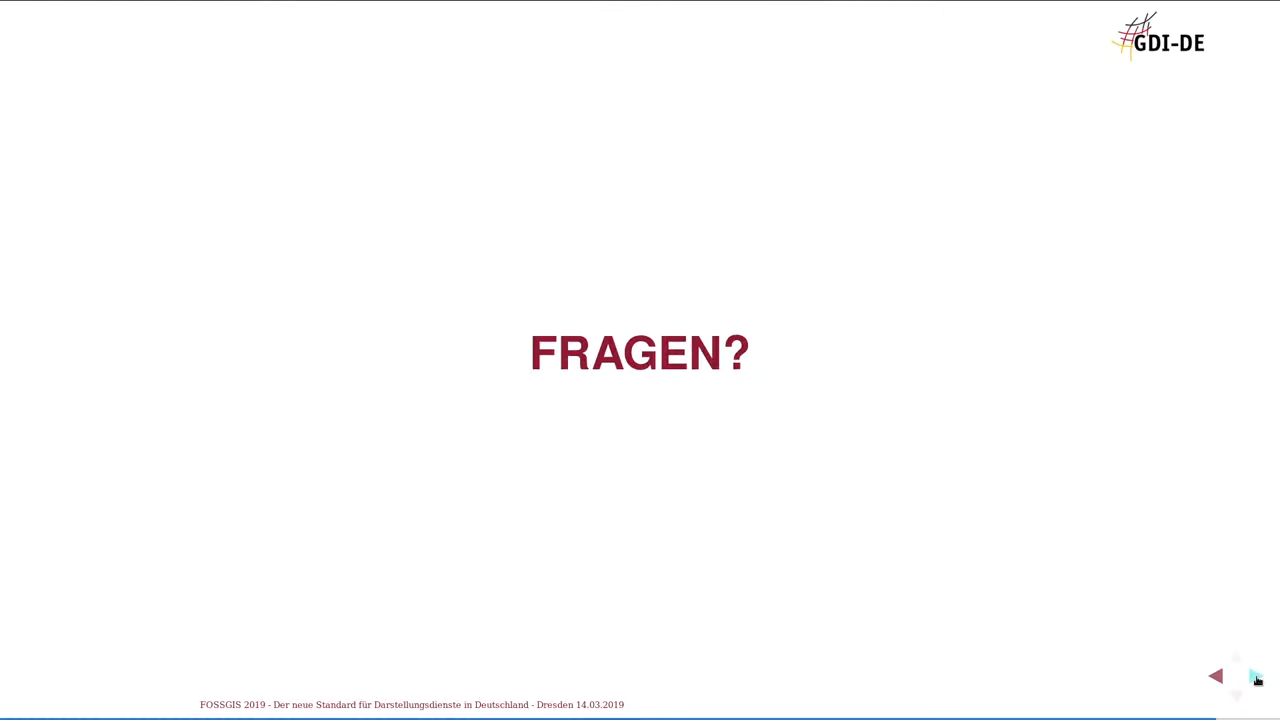 GDI-DE
FRAGEN?
FOSSGIS 2019 - Der neue Standard für Darstellungsdienste in Deutschland - Dresden 14.03.2019